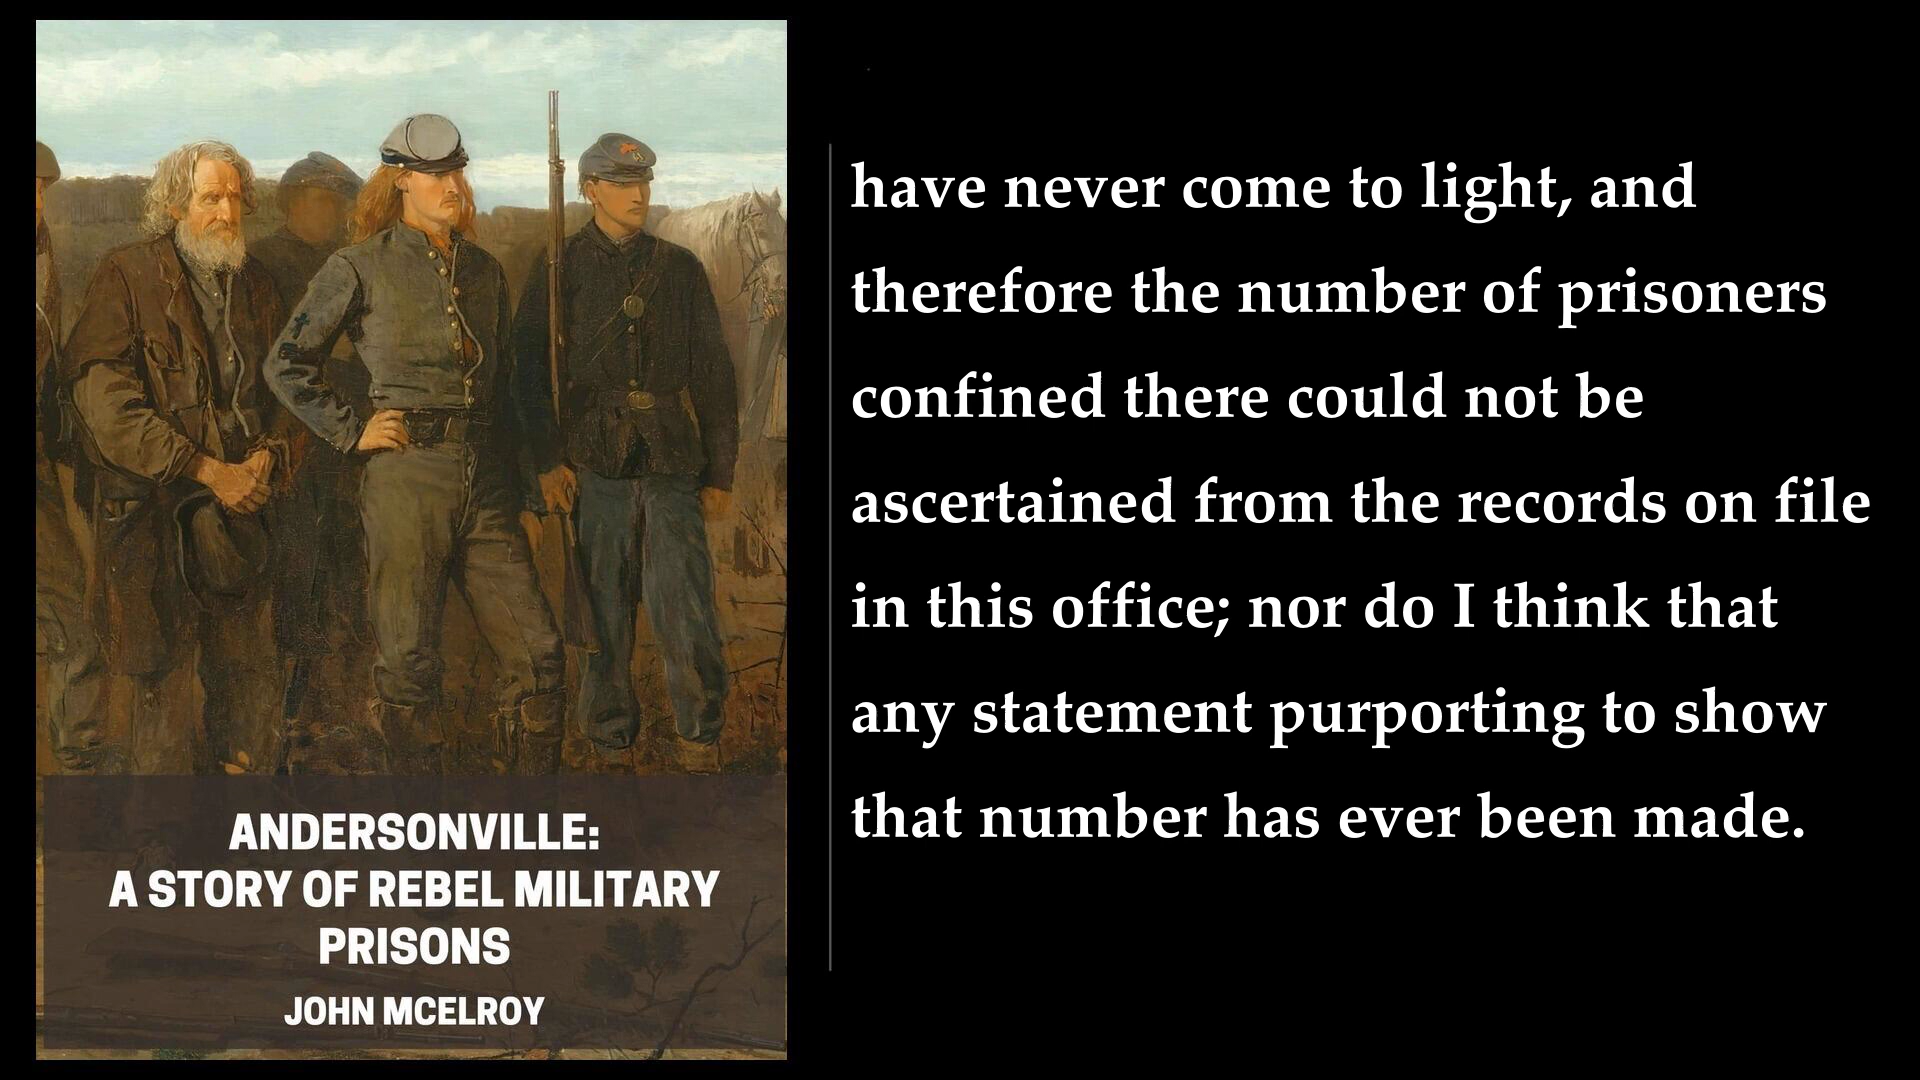 ANDERSONVILLE:
A STORY OF REBEL MILITARY
PRISONS
JOHN MCELROY
have never come to light, and
therefore the number of prisoners
confined there could not be
ascertained from the records on file
in this office; nor do I think that
any statement purporting to show
that number has ever been made.